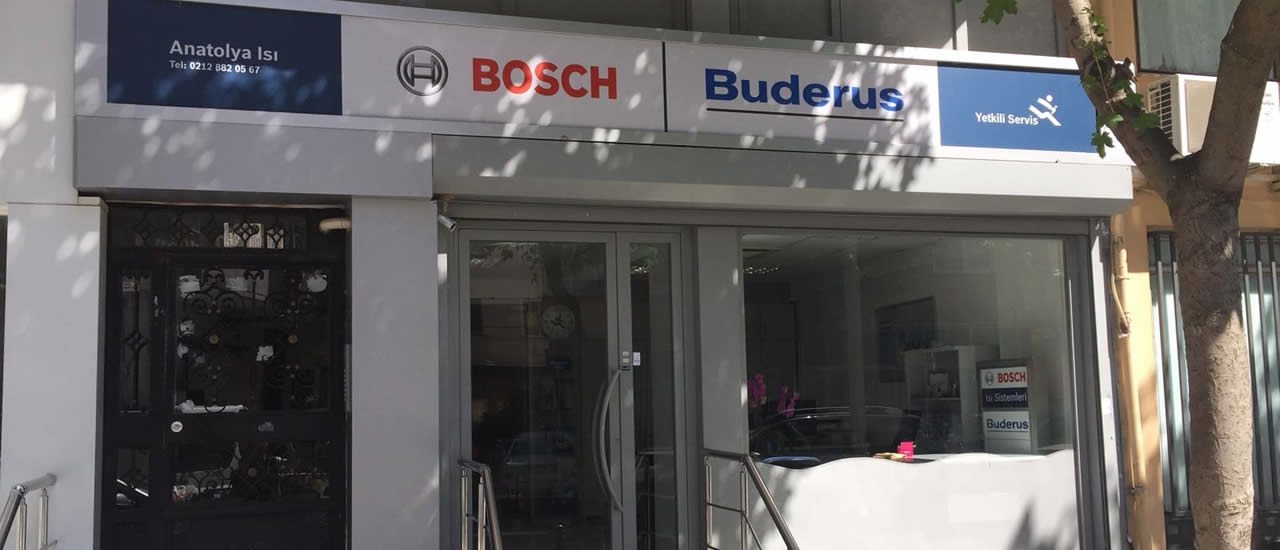 Anatolya Isı
Tel: 0212 882 05 67
BOSCH
Buderus
Yetkili Servis
BOSCH
Isı Sistemleri
Buderus